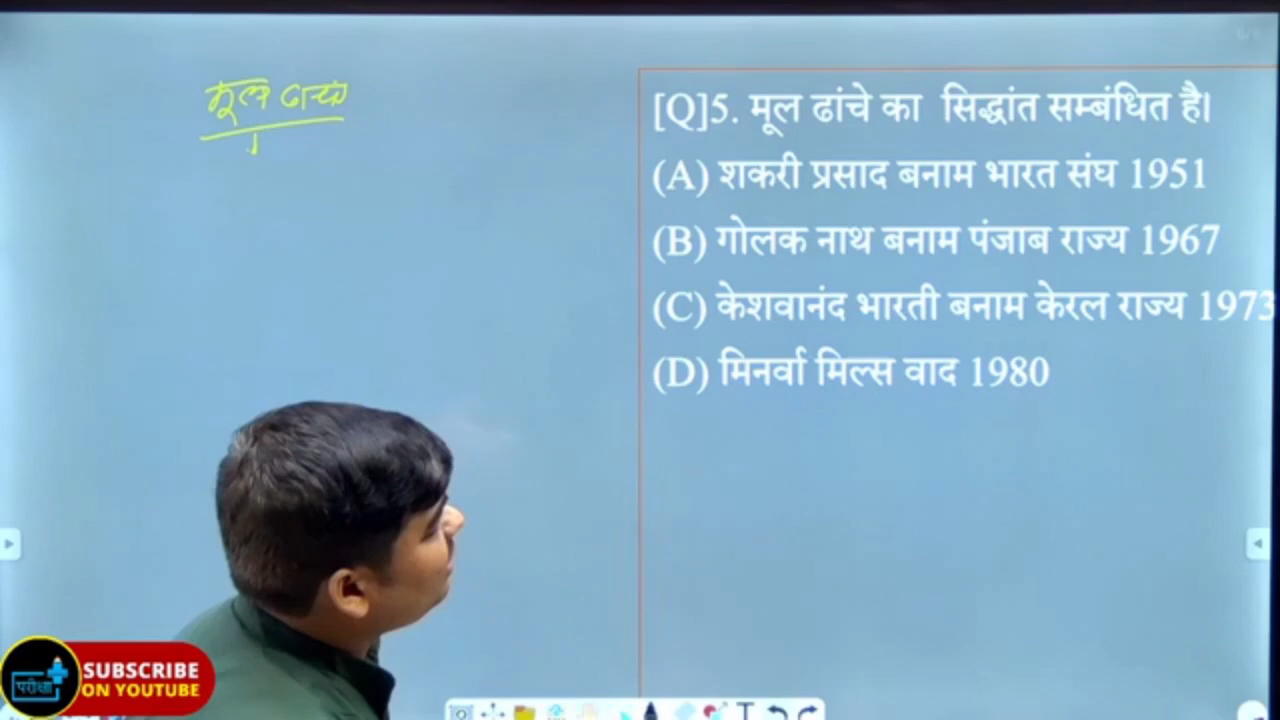 मूल ढाचा
[Q]5. मूल ढांचे का सिद्धांत सम्बंधित है।
(A) शकरी प्रसाद बनाम भारत संघ 1951
(B) गोलक नाथ बनाम पंजाब राज्य 1967
(C) केशवानंद भारती बनाम केरल राज्य 1973
(D) मिनर्वा मिल्स वाद 1980
परीक्षा
SUBSCRIBE
ON YOUTUBE